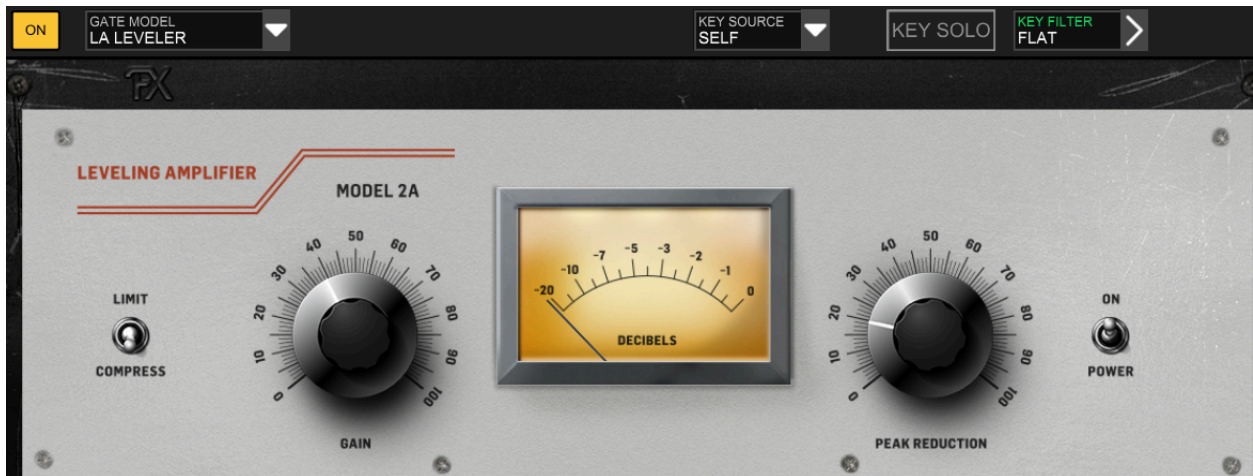 ON
GATE MODEL
LA LEVELER
KEY SOURCE
SELF
KEY SOLO
KEY FILTER
FLAT
FX
LEVELING AMPLIFIER
MODEL 2A
LIMIT
COMPRESS
0 10 20 30 40 50 60 70 80 90 100
GAIN
-20 -10 -7 -5 -3 -2 -1 0
DECIBELS
0 10 20 30 40 50 60 70 80 90 100
PEAK REDUCTION
ON
POWER